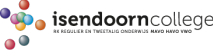 isendoorncollege
RK REGULIER EN TWEETALIG ONDERWIJS MAVO HAVO VWO